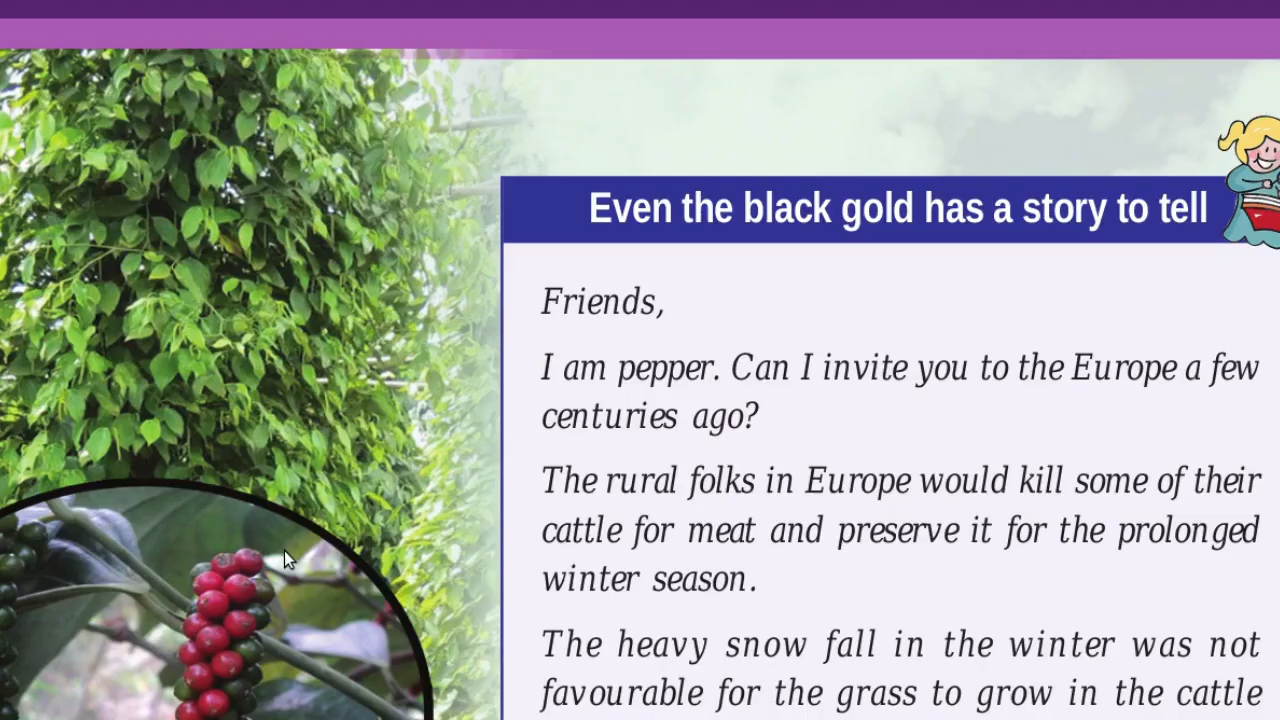 Even the black gold has a story to tell
Friends,
I am pepper. Can I invite you to the Europe a few
centuries ago?
The rural folks in Europe would kill some of their
cattle for meat and preserve it for the prolonged
winter season.
The heavy snow fall in the winter was not
favourable for the grass to grow in the cattle